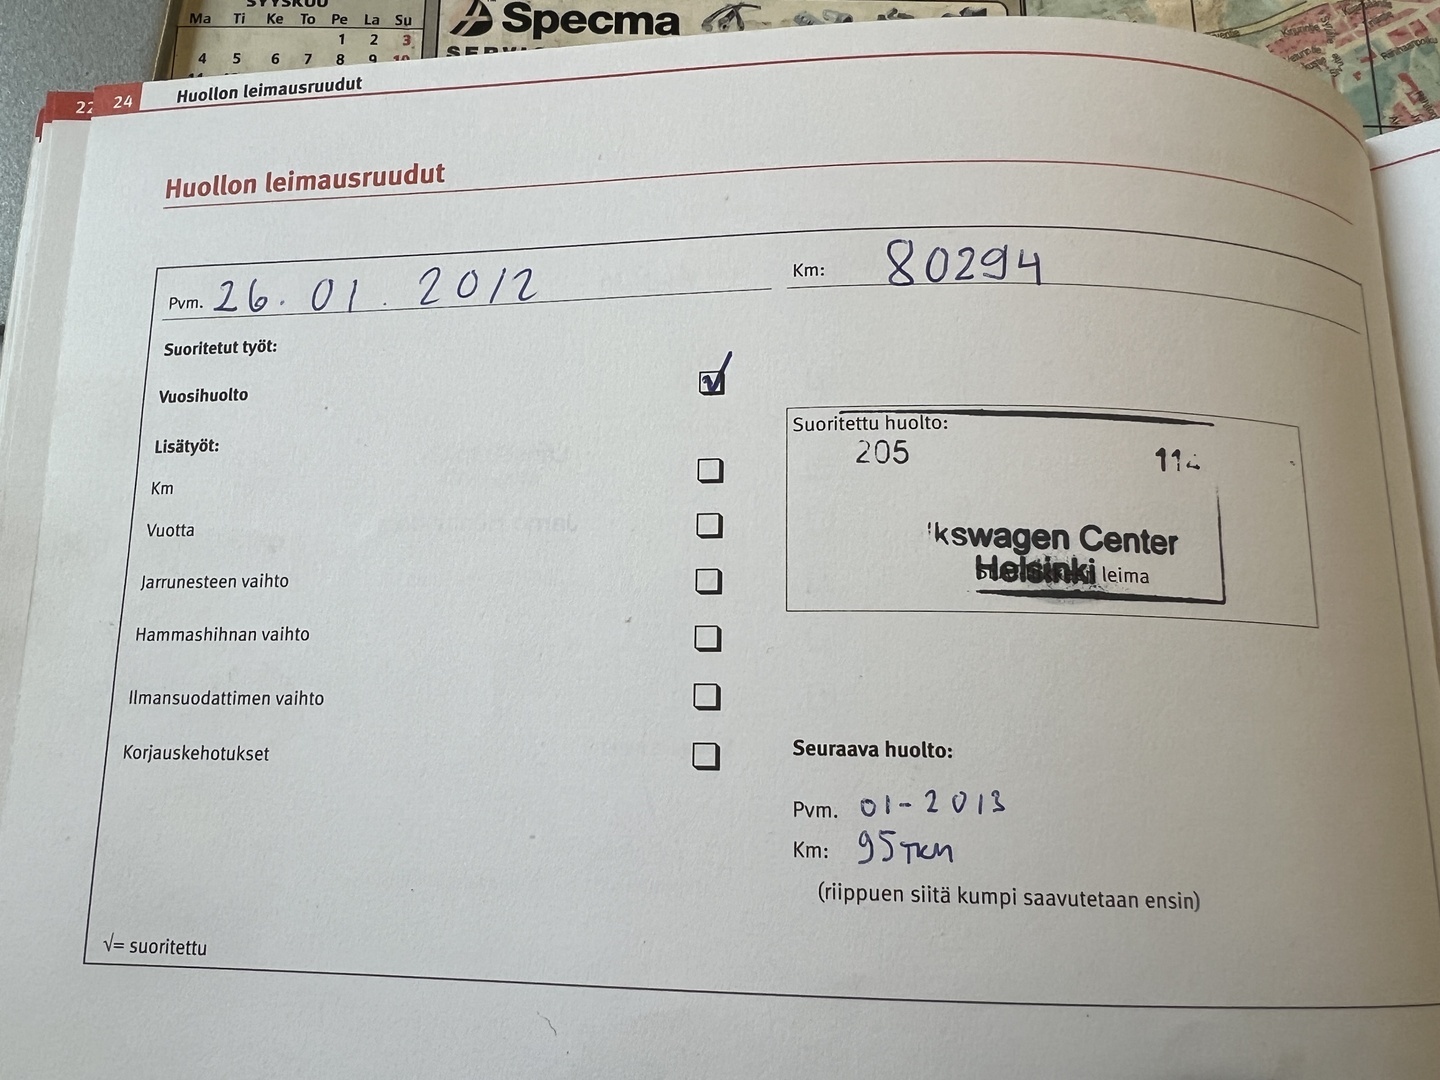 SYYSKUU
Ma Ti Ke To Pe La Su
1 2 3
4 5 6 7 8 9 10
Specma
22
24 Huollon leimausruudut
Huollon leimausruudut
Pvm. 26.01.2012
Km: 80294
Suoritetut työt:
Vuosihuolto
Lisätyöt:
Km
Vuotta
Jarrunesteen vaihto
Hammashihnan vaihto
Ilmansuodattimen vaihto
Korjauskehotukset
√= suoritettu
Suoritettu huolto:
205
kswagen Center
Helsinki leima
Seuraava huolto:
Pvm. 01-2013
Km: 95TKM
(riippuen siitä kumpi saavutetaan ensin)